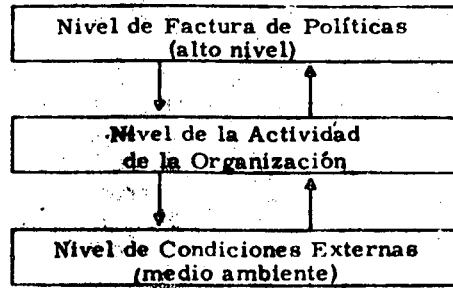 Nivel de Factura de Políticas
(alto nivel)
Nivel de la Actividad
de la Organización
Nivel de Condiciones Externas
(medio ambiente)